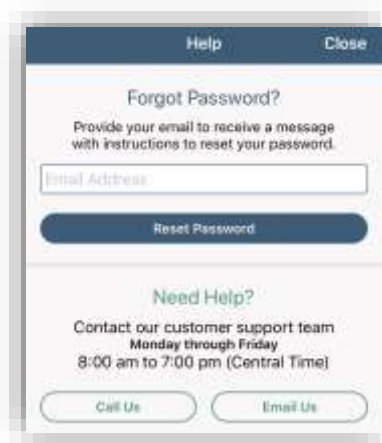 Help Close
Forgot Password?
Provide your email to receive a message
with instructions to reset your password.
Email Address
Reset Password
Need Help?
Contact our customer support team
Monday through Friday
8:00 am to 7:00 pm (Central Time)
Call Us Email Us